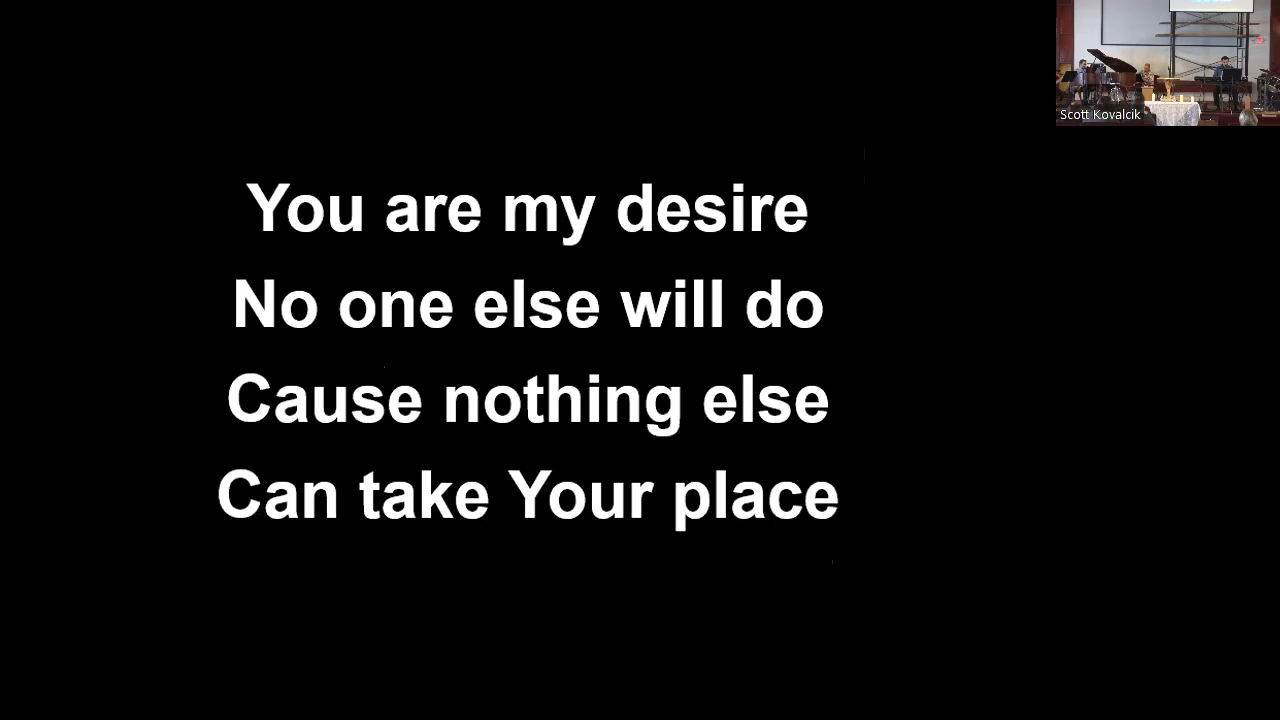 Scott Kovalcik
You are my desire
No one else will do
Cause nothing else
Can take Your place